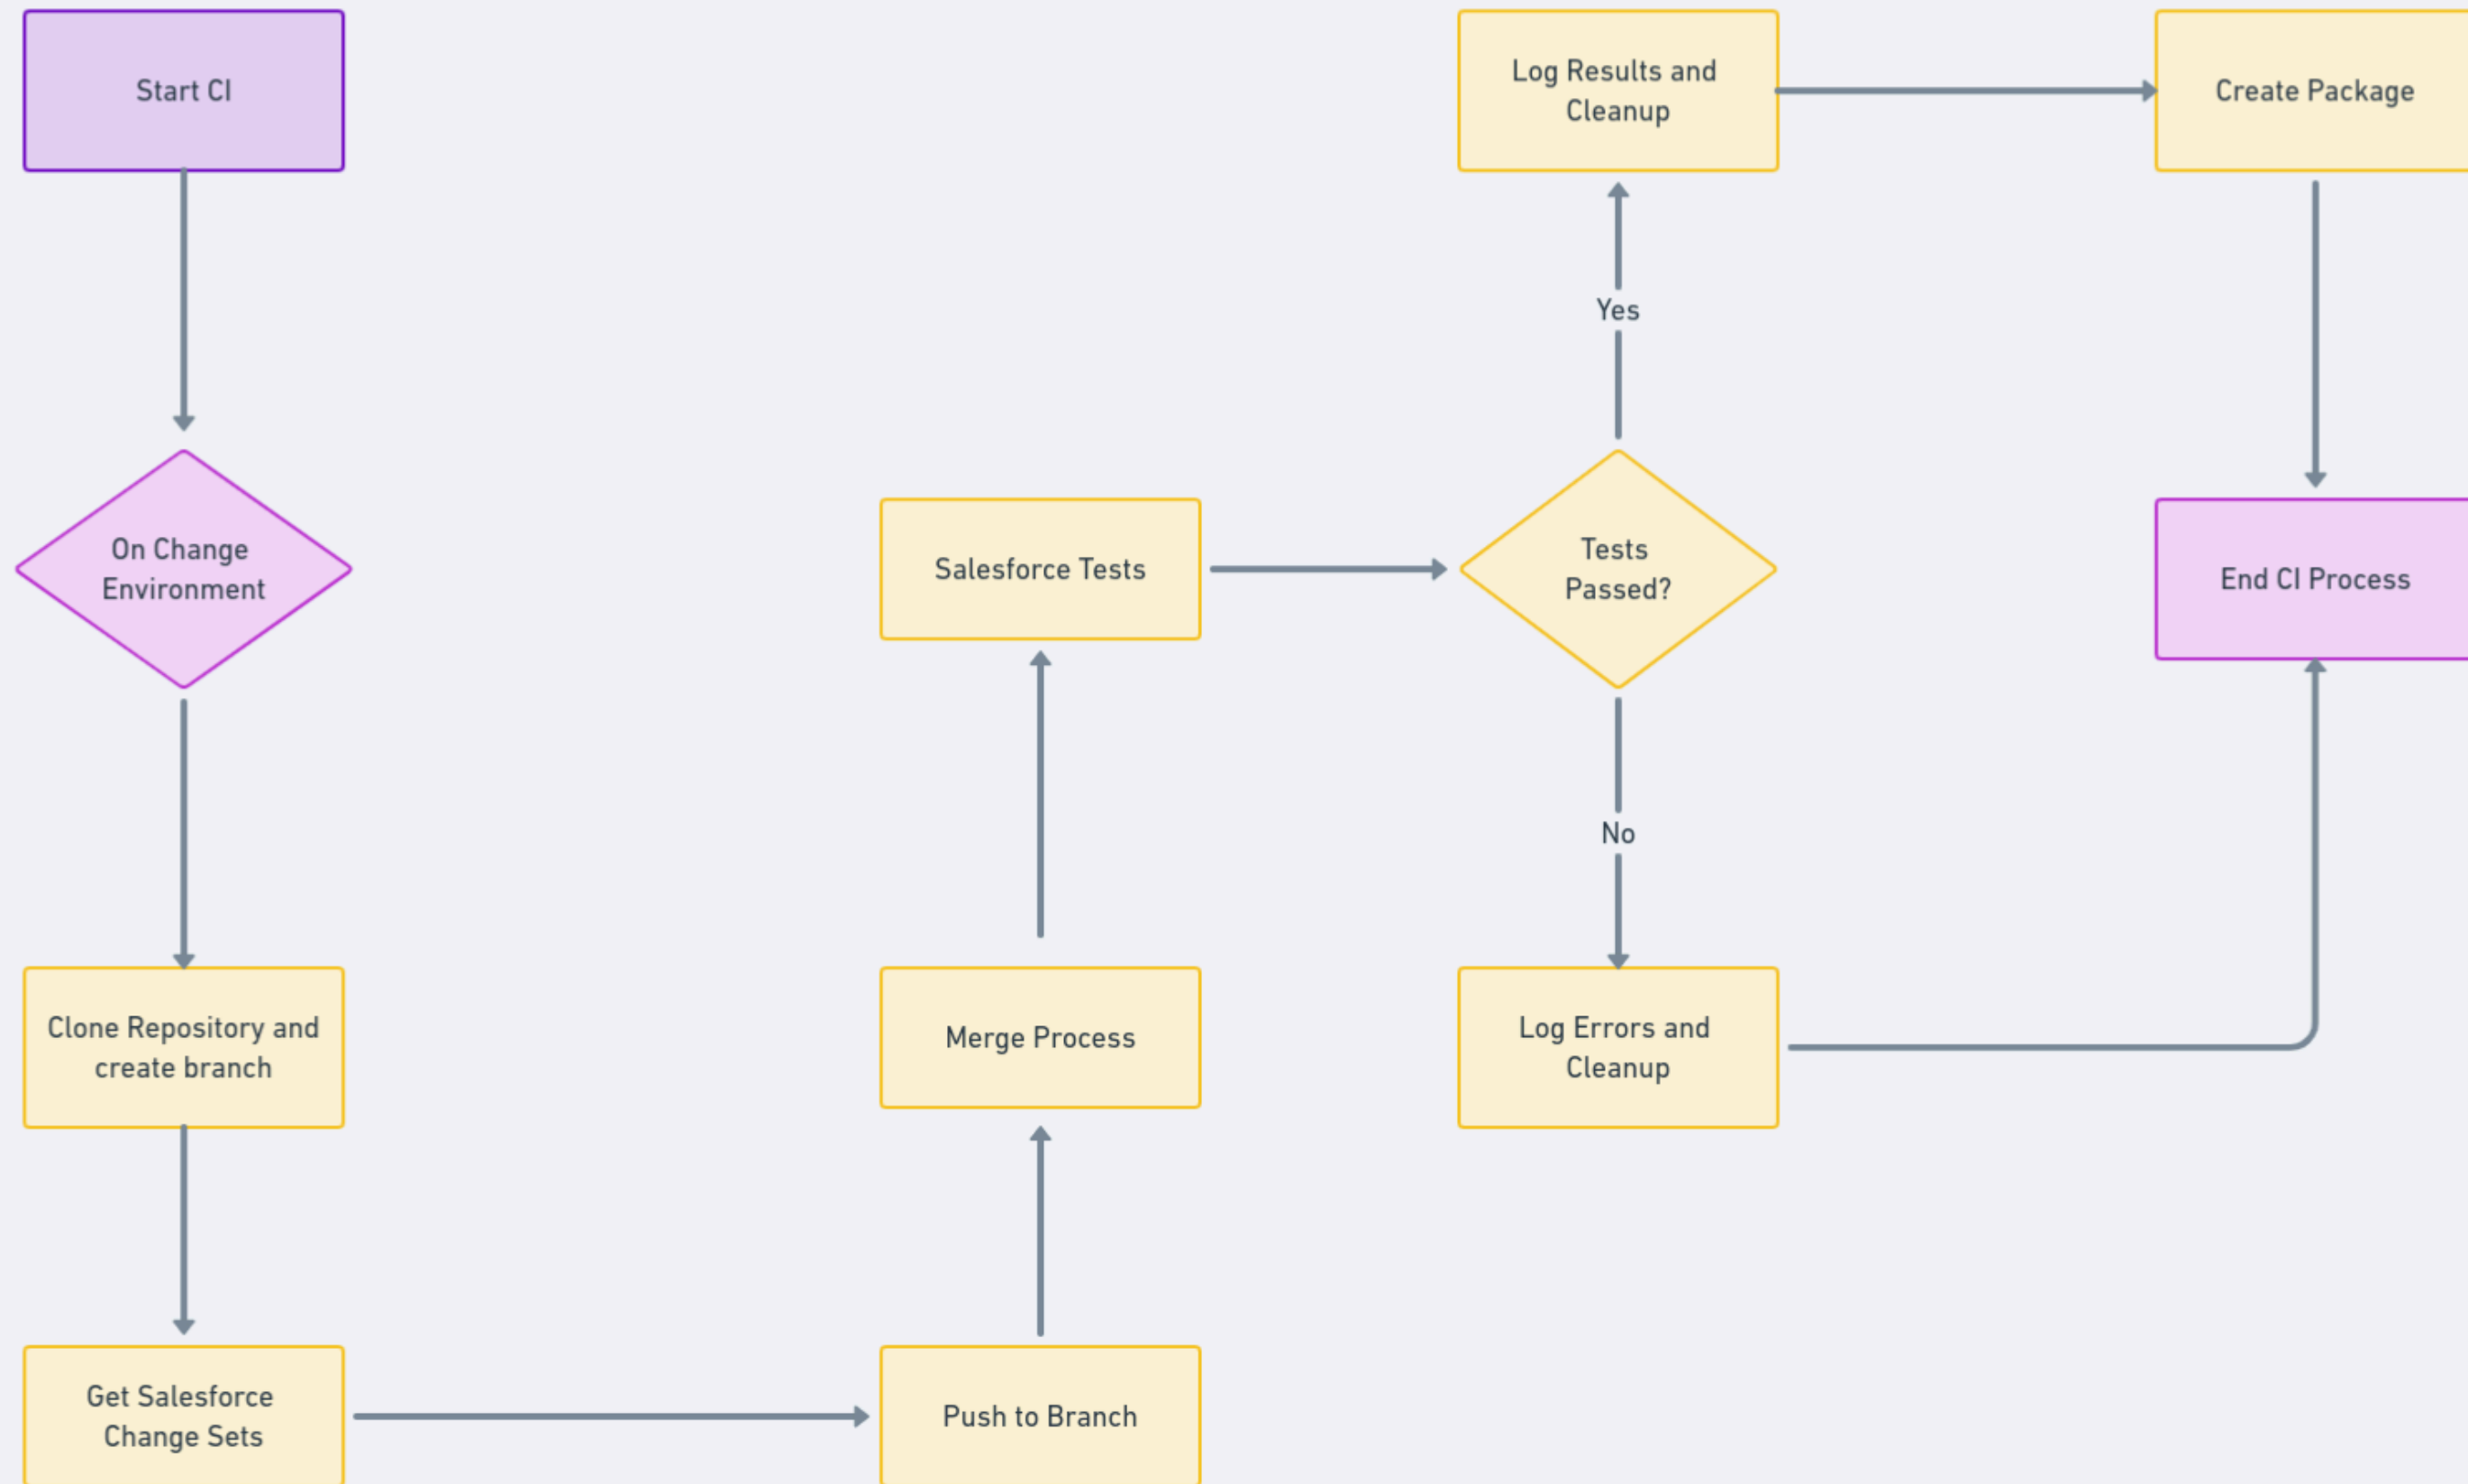 Start CI
On Change
Environment
Clone Repository and
create branch
Get Salesforce
Change Sets
Push to Branch
Merge Process
Salesforce Tests
Tests
Passed?
Yes
Log Results and
Cleanup
Create Package
No
Log Errors and
Cleanup
End CI Process